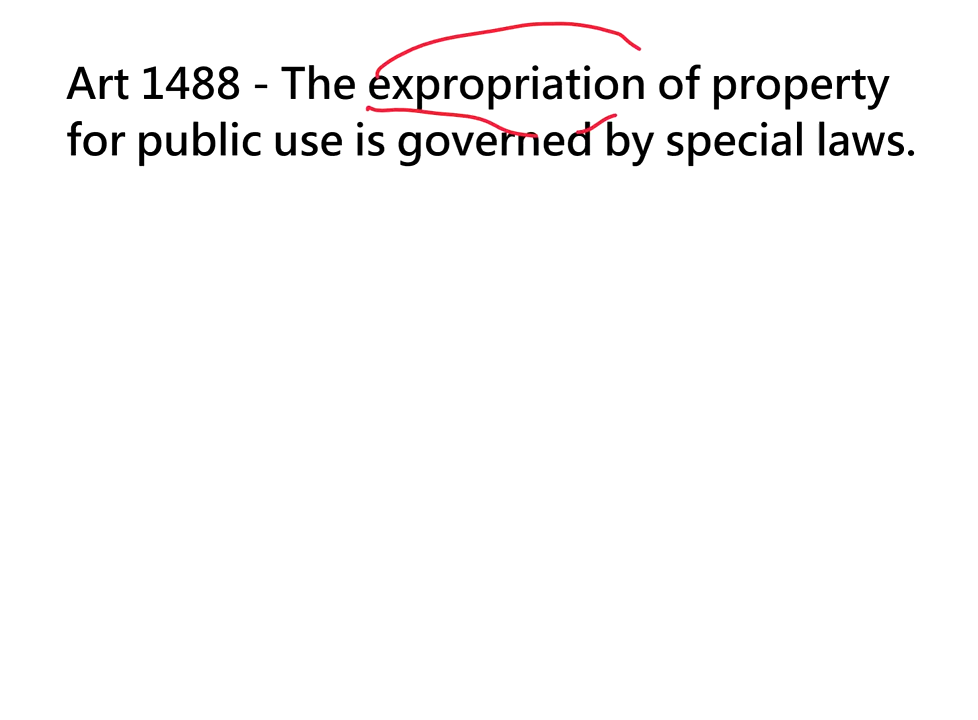 Art 1488 - The expropriation of property
for public use is governed by special laws.